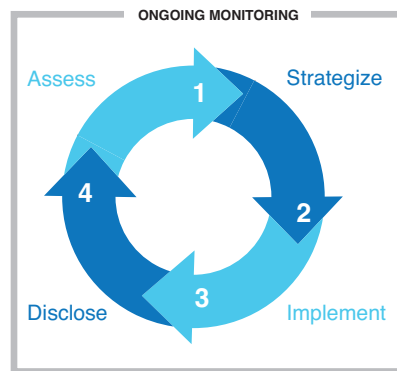 ONGOING MONITORING
Assess
1
Strategize
2
Implement
3
Disclose
4